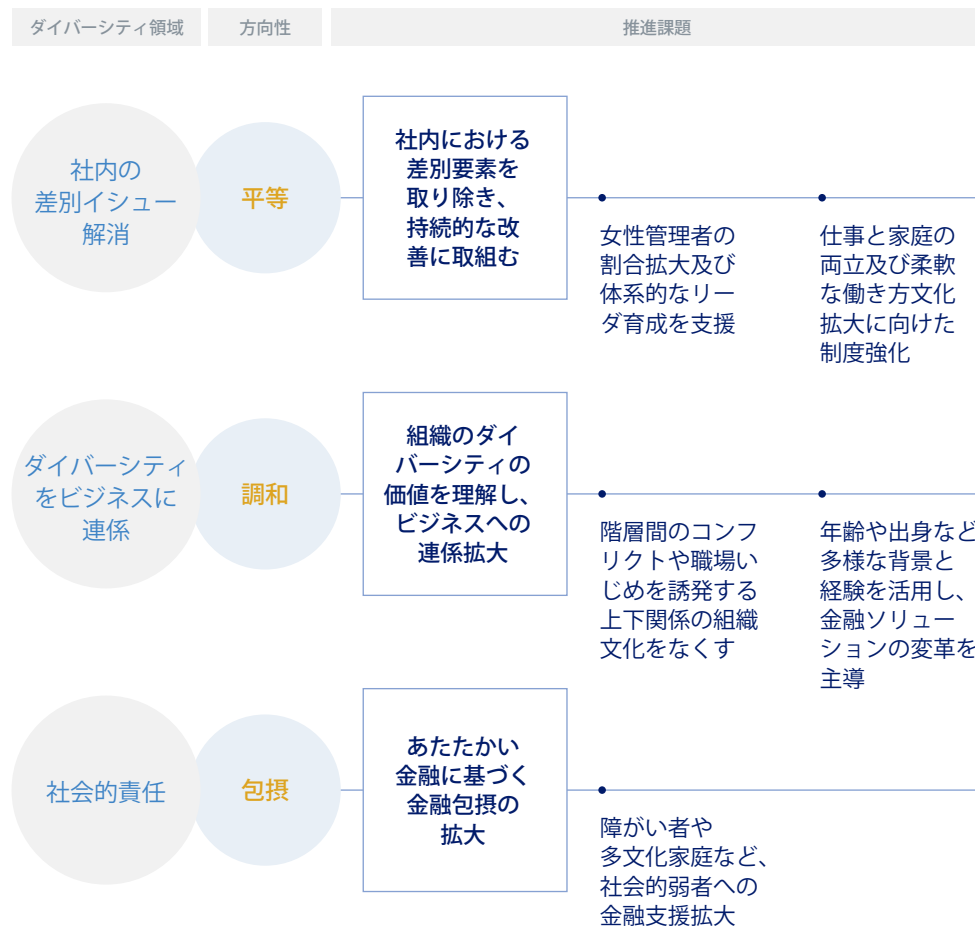 ダイバーシティ領域
方向性
推進課題
社内の
差別イシュー
解消
平等
社内における
差別要素を
取り除き、
持続的な改
善に取組む
女性管理者の
割合拡大及び
体系的なリー
ダ育成を支援
仕事と家庭の
両立及び柔軟
な働き方文化
拡大に向けた
制度強化
ダイバーシティ
をビジネスに
連係
調和
組織のダイ
バーシティの
価値を理解し、
ビジネスへの
連係拡大
階層間のコンフ
リクトや職場い
じめを誘発する
上下関係の組織
文化をなくす
年齢や出身など
多様な背景と
経験を活用し、
金融ソリュー
ションの変革を
主導
社会的責任
包摂
あたたかい
金融に基づく
金融包摂の
拡大
障がい者や
多文化家庭など、
社会的弱者への
金融支援拡大